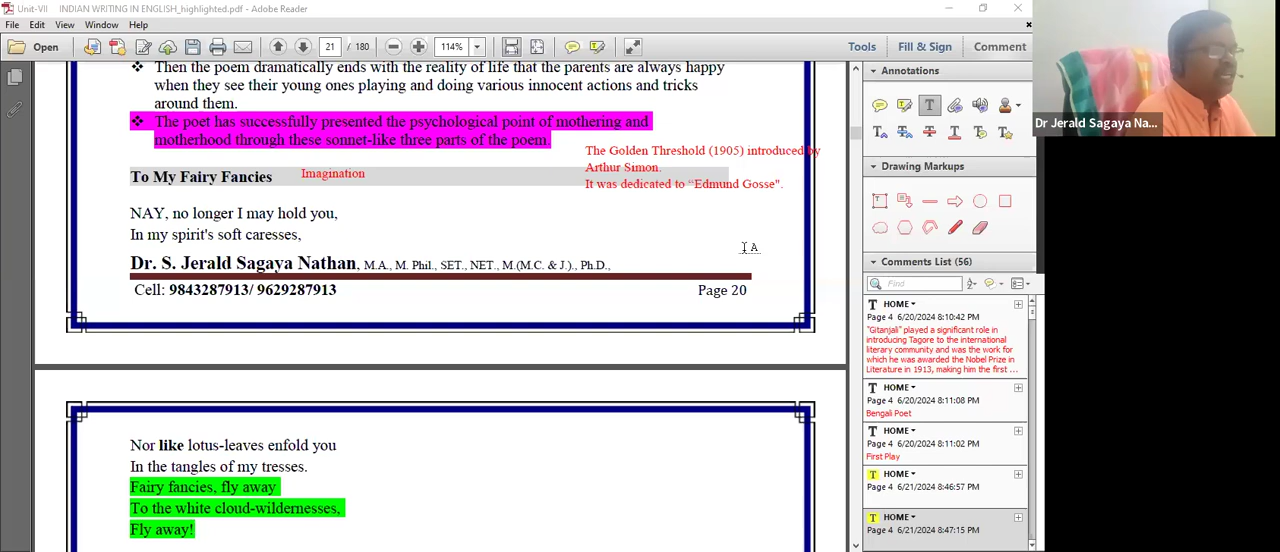 Unit-VII    INDIAN WRITING IN ENGLISH_highlighted.pdf - Adobe Reader
File Edit View Window Help
Open 21 / 180 114% Tools Fill & Sign Comment
❖ Then the poem dramatically ends with the reality of life that the parents are always happy
when they see their young ones playing and doing various innocent actions and tricks
around them.
❖ The poet has successfully presented the psychological point of mothering and
motherhood through these sonnet-like three parts of the poem.
The Golden Threshold (1905) introduced by
Arthur Simon.
It was dedicated to “Edmund Gosse".
To My Fairy Fancies Imagination
NAY, no longer I may hold you,
In my spirit's soft caresses,
Dr. S. Jerald Sagaya Nathan, M.A., M. Phil., SET., NET., M.(M.C. & J.)., Ph.D.,
Cell: 9843287913/ 9629287913 Page 20
Nor like lotus-leaves enfold you
In the tangles of my tresses.
Fairy fancies, fly away
To the white cloud-wildernesses,
Fly away!
Annotations
Drawing Markups
Comments List (56)
Find
HOME
Page 4 6/20/2024 8:10:42 PM
"Gitanjali" played a significant role in
introducing Tagore to the international
literary community and was the work for
which he was awarded the Nobel Prize in
Literature in 1913, making him the first ...
HOME
Page 4 6/20/2024 8:11:08 PM
Bengali Poet
HOME
Page 4 6/20/2024 8:11:02 PM
First Play
HOME
Page 4 6/21/2024 8:46:57 PM
HOME
Page 4 6/21/2024 8:47:15 PM
Dr Jerald Sagaya Na...